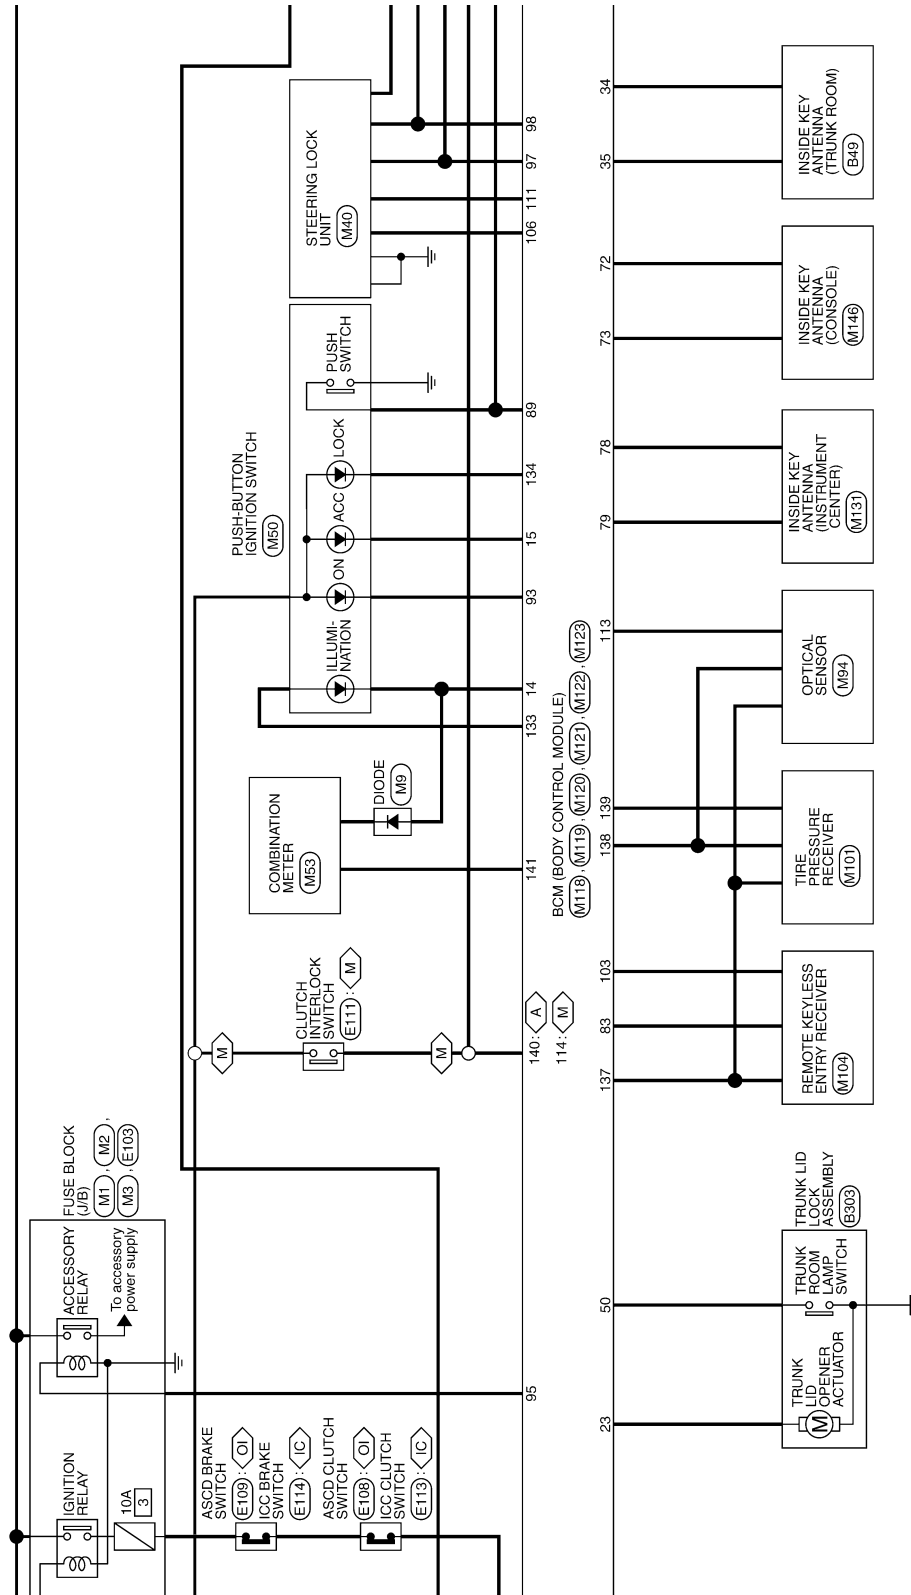 STEERING LOCK
UNIT
M40
98
97
111
106
PUSH-BUTTON
IGNITION SWITCH
M50
PUSH
SWITCH
LOCK
ACC
ON
ILLUMI-
NATION
89
134
15
93
14
133
COMBINATION
METER
M53
DIODE
M9
141
CLUTCH
INTERLOCK
SWITCH
E111 : M
M
M
140: A
114: M
BCM (BODY CONTROL MODULE)
M118 , M119 , M120 , M121 , M122 , M123
FUSE BLOCK
(J/B)
M1 , M2 ,
M3 , E103
ACCESSORY
RELAY
To accessory
power supply
95
IGNITION
RELAY
10A
3
ASCD BRAKE
SWITCH
E109 : OI
ICC BRAKE
SWITCH
E114 : IC
ASCD CLUTCH
SWITCH
E108 : OI
ICC CLUTCH
SWITCH
E113 : IC
34
35
INSIDE KEY
ANTENNA
(TRUNK ROOM)
B49
72
73
INSIDE KEY
ANTENNA
(CONSOLE)
M146
78
79
INSIDE KEY
ANTENNA
(INSTRUMENT
CENTER)
M131
113
OPTICAL
SENSOR
M94
139
138
TIRE
PRESSURE
RECEIVER
M101
103
83
137
REMOTE KEYLESS
ENTRY RECEIVER
M104
TRUNK LID
LOCK
ASSEMBLY
B303
50
TRUNK
ROOM
LAMP
SWITCH
23
TRUNK
LID
OPENER
ACTUATOR
M